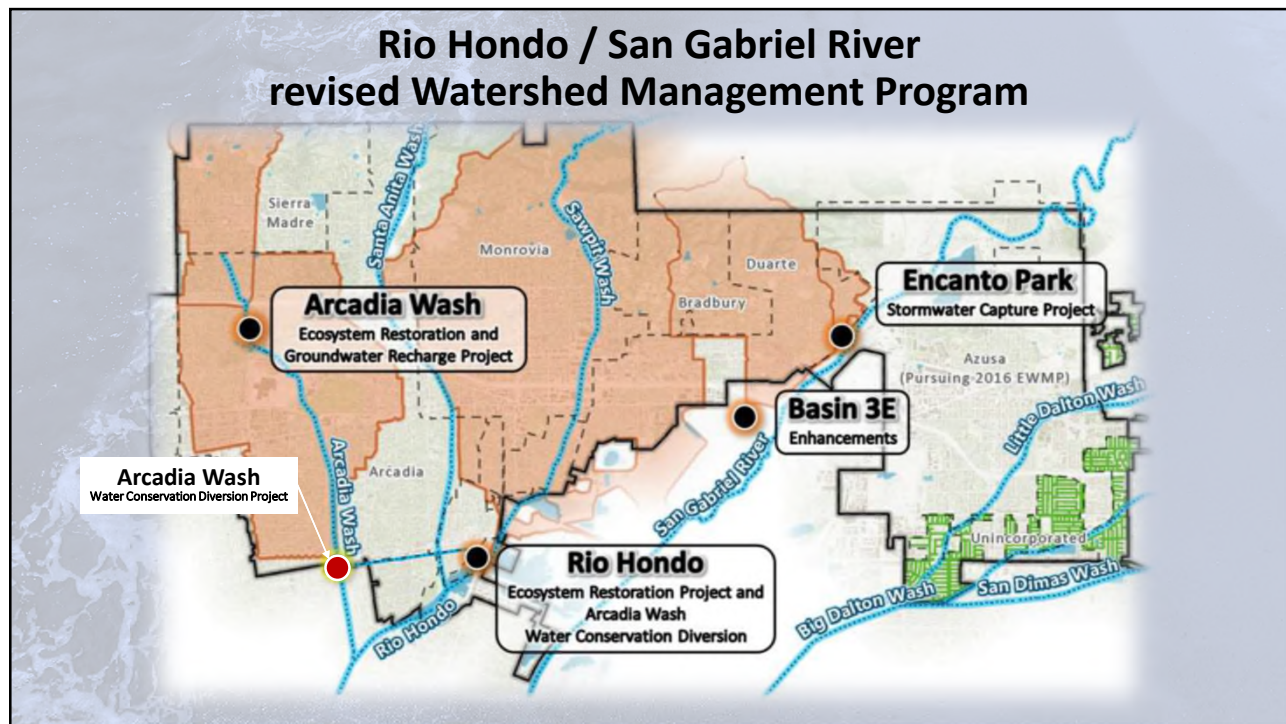 Rio Hondo / San Gabriel River
revised Watershed Management Program
Sierra
Madre
Santa Anita Wash
Monrovia
Sawpit Wash
Duarte
Bradbury
Encanto Park
Stormwater Capture Project
Arcadia Wash
Ecosystem Restoration and
Groundwater Recharge Project
Azusa
(Pursuing 2016 EWMP)
Little Dalton Wash
Basin 3E
Enhancements
San Gabriel River
Arcadia
Arcadia Wash
Arcadia Wash
Water Conservation Diversion Project
Unincorporated
San Dimas Wash
Big Dalton Wash
Rio Hondo
Rio Hondo
Ecosystem Restoration Project and
Arcadia Wash
Water Conservation Diversion